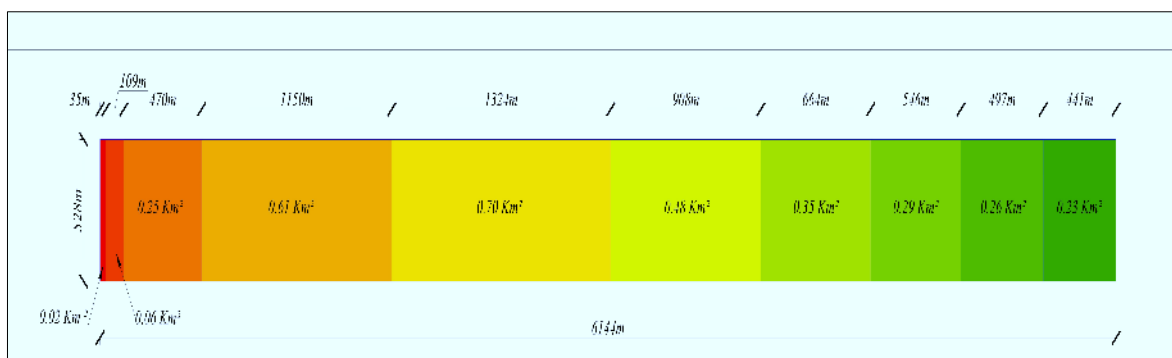 109m
35m 470m 1150m 1324m 908m 664m 546m 497m 441m
528m
0.25 Km² 0.61 Km² 0.70 Km² 0.48 Km² 0.35 Km² 0.29 Km² 0.26 Km² 0.23 Km²
0.02 Km² 0.06 Km²
6144m